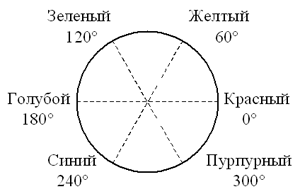 Зеленый
120°
Желтый
60°
Голубой
180°
Красный
0°
Синий
240°
Пурпурный
300°